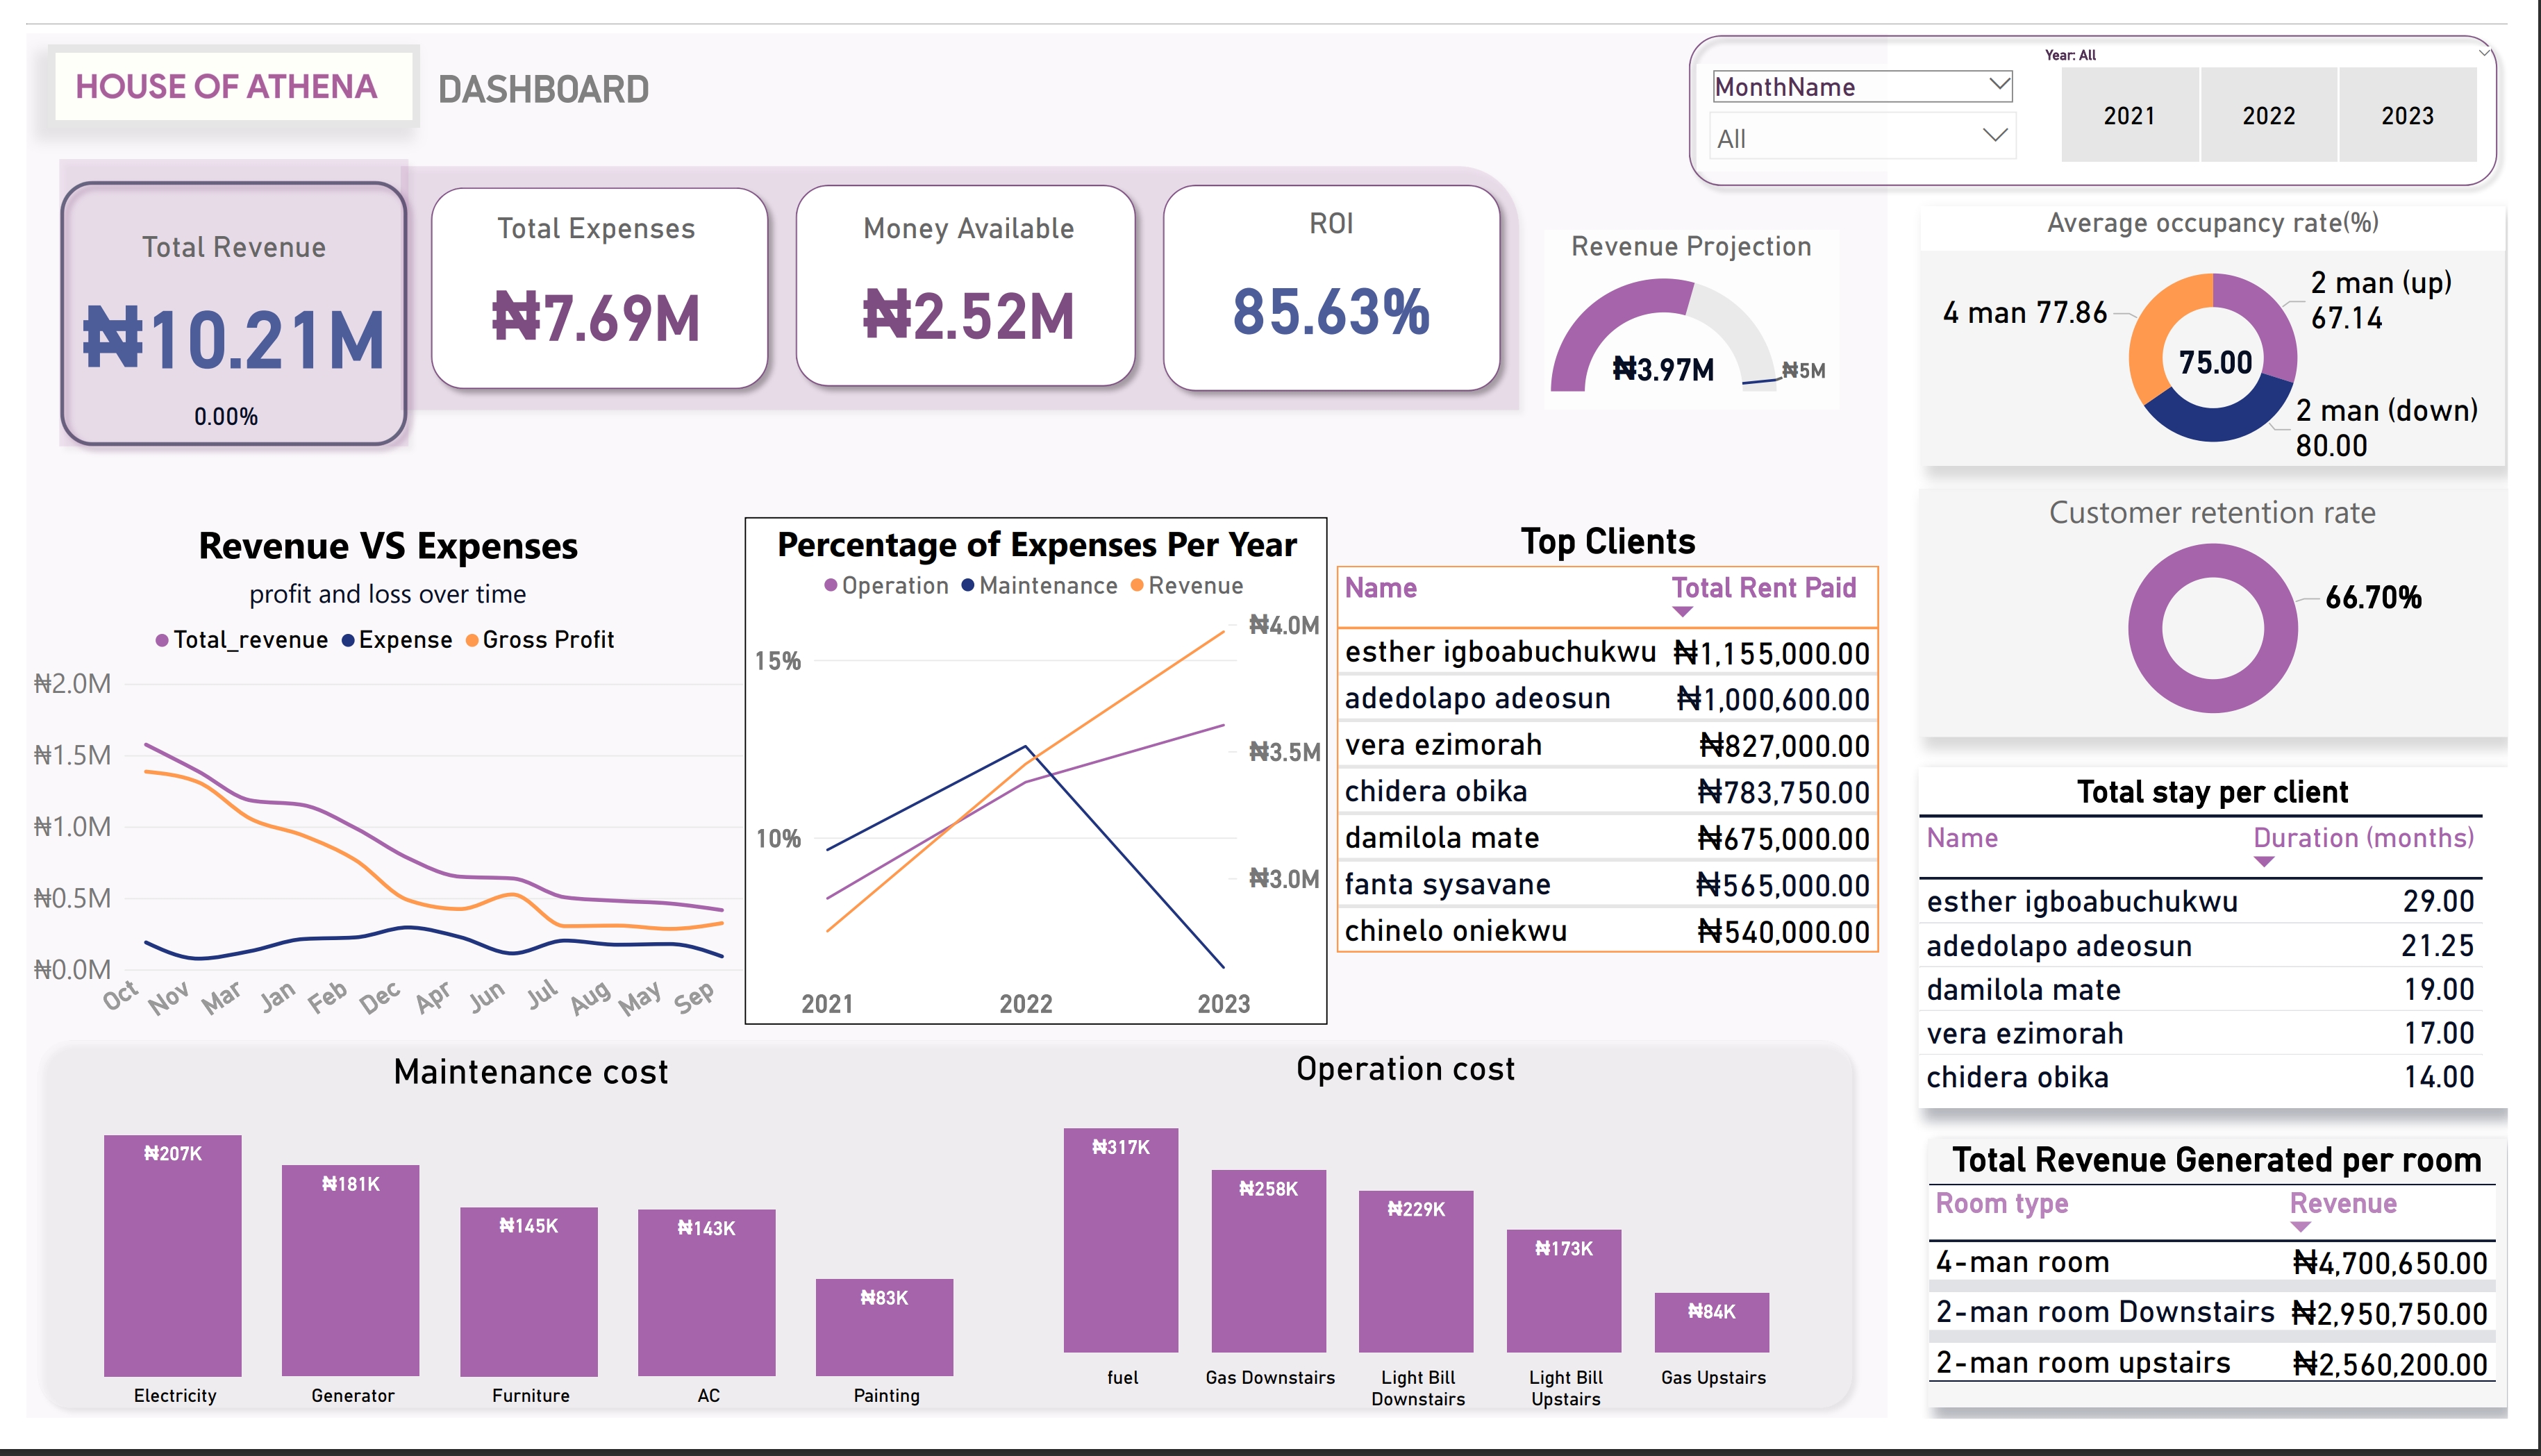 HOUSE OF ATHENA
DASHBOARD
MonthName
All
Year: All
2021
2022
2023
Total Revenue
₦10.21M
0.00%
Total Expenses
₦7.69M
Money Available
₦2.52M
ROI
85.63%
Revenue Projection
₦3.97M
₦5M
Average occupancy rate(%)
4 man 77.86
2 man (up)
67.14
75.00
2 man (down)
80.00
Customer retention rate
66.70%
Revenue VS Expenses
profit and loss over time
Total_revenue
Expense
Gross Profit
₦2.0M
₦1.5M
₦1.0M
₦0.5M
₦0.0M
Oct
Nov
Mar
Jan
Feb
Dec
Apr
Jun
Jul
Aug
May
Sep
Percentage of Expenses Per Year
Operation
Maintenance
Revenue
15%
10%
₦4.0M
₦3.5M
₦3.0M
2021
2022
2023
Top Clients
Name Total Rent Paid
esther igboabuchukwu ₦1,155,000.00
adedolapo adeosun ₦1,000,600.00
vera ezimorah ₦827,000.00
chidera obika ₦783,750.00
damilola mate ₦675,000.00
fanta sysavane ₦565,000.00
chinelo oniekwu ₦540,000.00
Total stay per client
Name Duration (months)
esther igboabuchukwu 29.00
adedolapo adeosun 21.25
damilola mate 19.00
vera ezimorah 17.00
chidera obika 14.00
Maintenance cost
₦207K
₦181K
₦145K
₦143K
₦83K
Electricity
Generator
Furniture
AC
Painting
Operation cost
₦317K
₦258K
₦229K
₦173K
₦84K
fuel
Gas Downstairs
Light Bill
Downstairs
Light Bill
Upstairs
Gas Upstairs
Total Revenue Generated per room
Room type Revenue
4-man room ₦4,700,650.00
2-man room Downstairs ₦2,950,750.00
2-man room upstairs ₦2,560,200.00